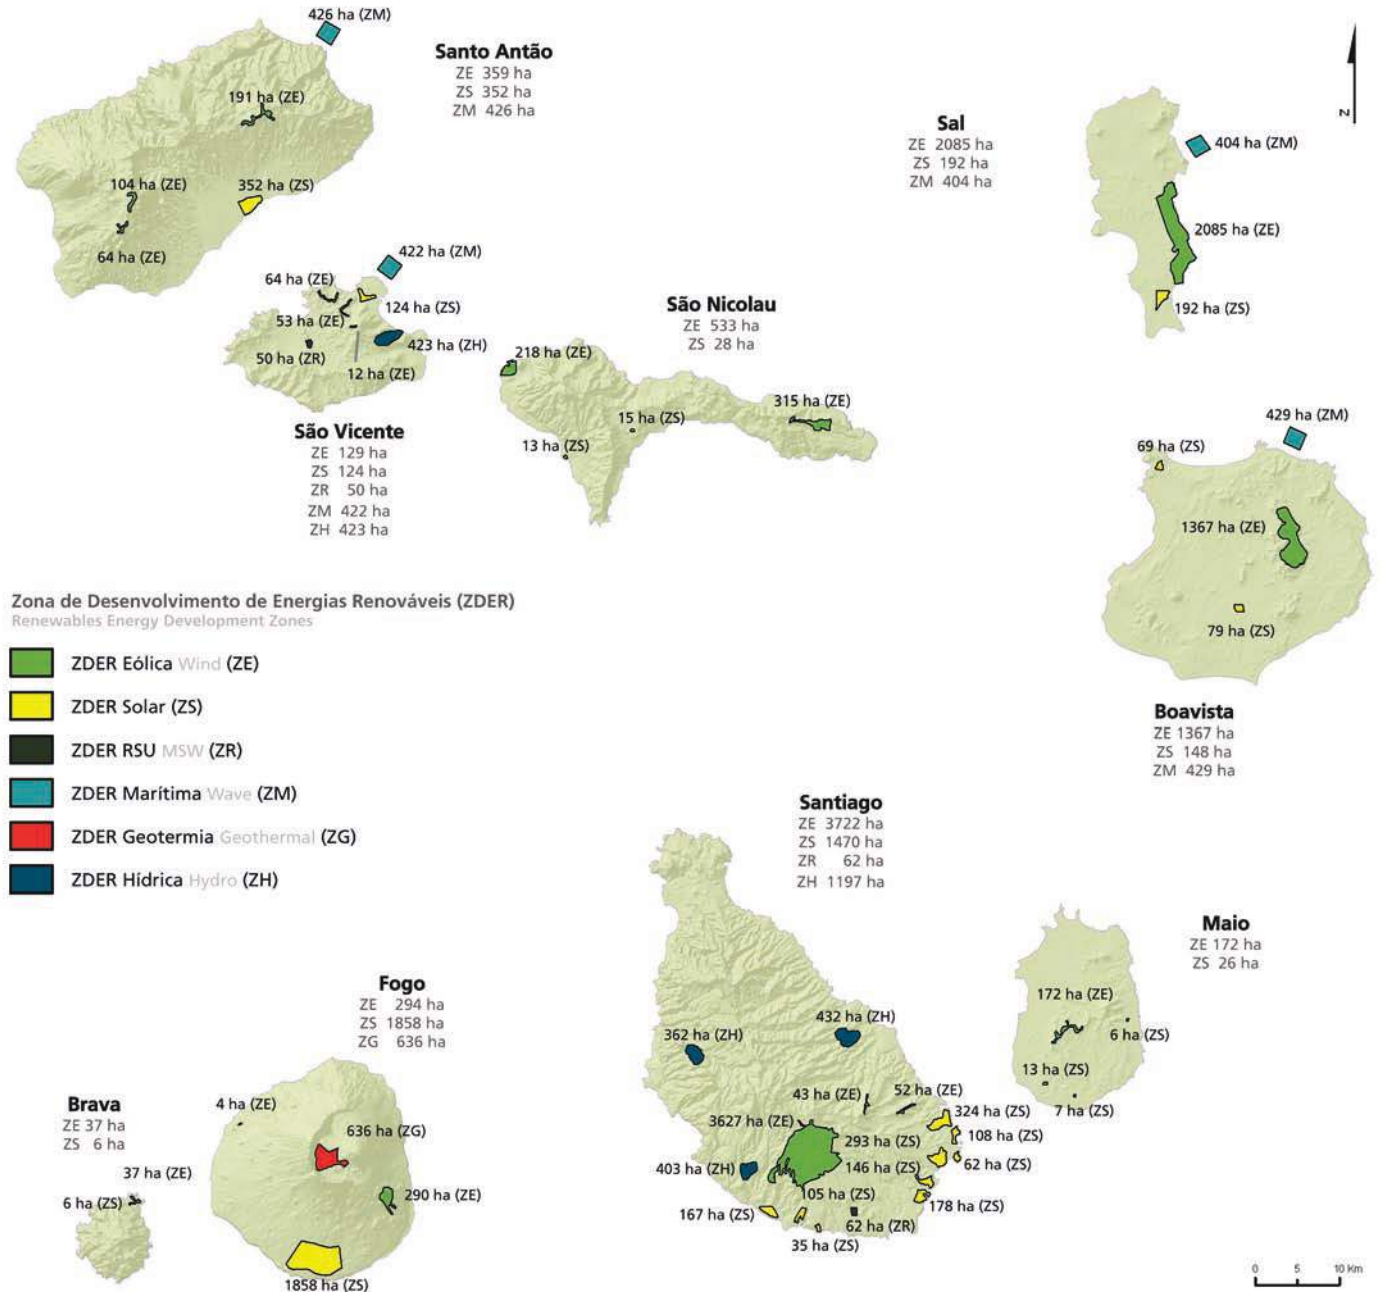 426 ha (ZM)
Santo Antão
ZE 359 ha
ZS 352 ha
ZM 426 ha
191 ha (ZE)
104 ha (ZE)
352 ha (ZS)
64 ha (ZE)
Sal
ZE 2085 ha
ZS 192 ha
ZM 404 ha
404 ha (ZM)
2085 ha (ZE)
192 ha (ZS)
N
422 ha (ZM)
64 ha (ZE)
124 ha (ZS)
53 ha (ZE)
423 ha (ZH)
50 ha (ZR)
12 ha (ZE)
São Vicente
ZE 129 ha
ZS 124 ha
ZR 50 ha
ZM 422 ha
ZH 423 ha
São Nicolau
ZE 533 ha
ZS 28 ha
218 ha (ZE)
315 ha (ZE)
15 ha (ZS)
13 ha (ZS)
429 ha (ZM)
69 ha (ZS)
1367 ha (ZE)
79 ha (ZS)
Boavista
ZE 1367 ha
ZS 148 ha
ZM 429 ha
Zona de Desenvolvimento de Energias Renováveis (ZDER)
Renewables Energy Development Zones
ZDER Eólica Wind (ZE)
ZDER Solar (ZS)
ZDER RSU MSW (ZR)
ZDER Marítima Wave (ZM)
ZDER Geotermia Geothermal (ZG)
ZDER Hídrica Hydro (ZH)
Santiago
ZE 3722 ha
ZS 1470 ha
ZR 62 ha
ZH 1197 ha
432 ha (ZH)
362 ha (ZH)
43 ha (ZE)
52 ha (ZE)
324 ha (ZS)
3627 ha (ZE)
293 ha (ZS)
108 ha (ZS)
403 ha (ZH)
146 ha (ZS)
62 ha (ZS)
105 ha (ZS)
178 ha (ZS)
167 ha (ZS)
62 ha (ZR)
35 ha (ZS)
Maio
ZE 172 ha
ZS 26 ha
172 ha (ZE)
6 ha (ZS)
13 ha (ZS)
7 ha (ZS)
Fogo
ZE 294 ha
ZS 1858 ha
ZG 636 ha
4 ha (ZE)
636 ha (ZG)
290 ha (ZE)
1858 ha (ZS)
Brava
ZE 37 ha
ZS 6 ha
37 ha (ZE)
6 ha (ZS)
0 5 10 Km